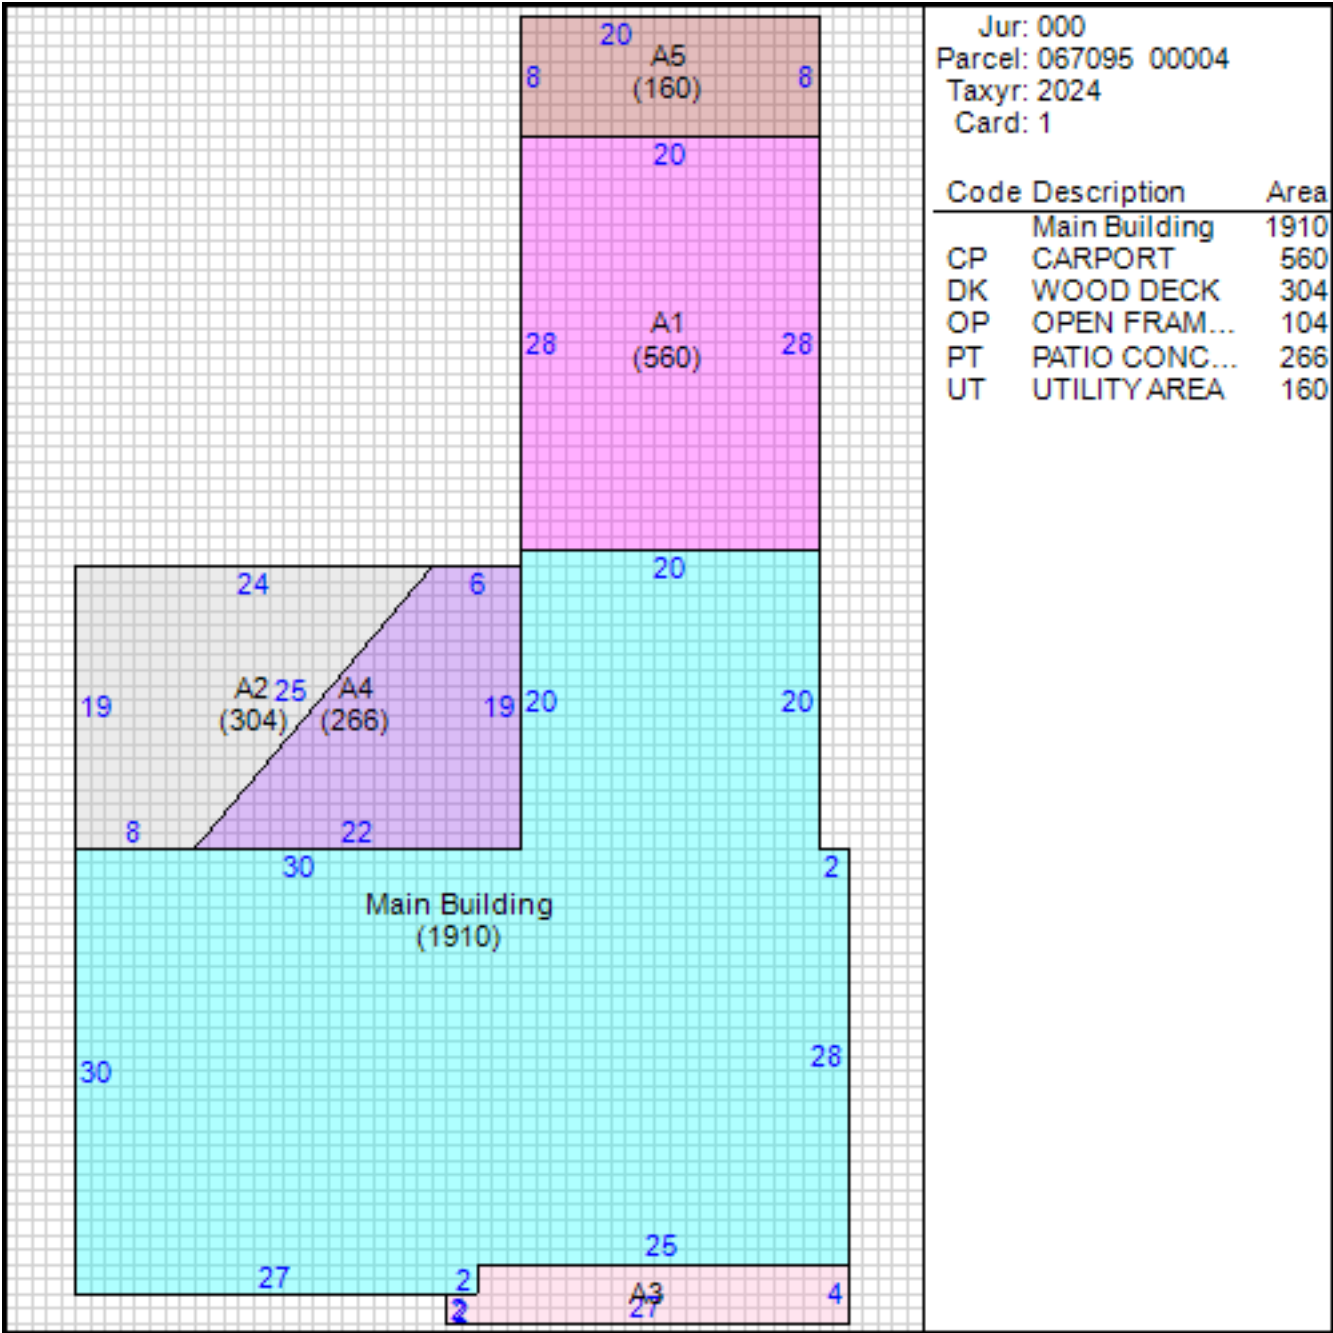 20
A5
8
8
(160)
20
A1
28
28
(560)
20
24
6
A2
25
A4
19
(304)
(266)
19
20
20
8
22
30
2
Main Building
(1910)
30
28
25
27
2
A3
4
2
27
Jur: 000
Parcel: 067095 00004
Taxyr: 2024
Card: 1
Code Description Area
Main Building 1910
CP CARPORT 560
DK WOOD DECK 304
OP OPEN FRAM... 104
PT PATIO CONC... 266
UT UTILITY AREA 160